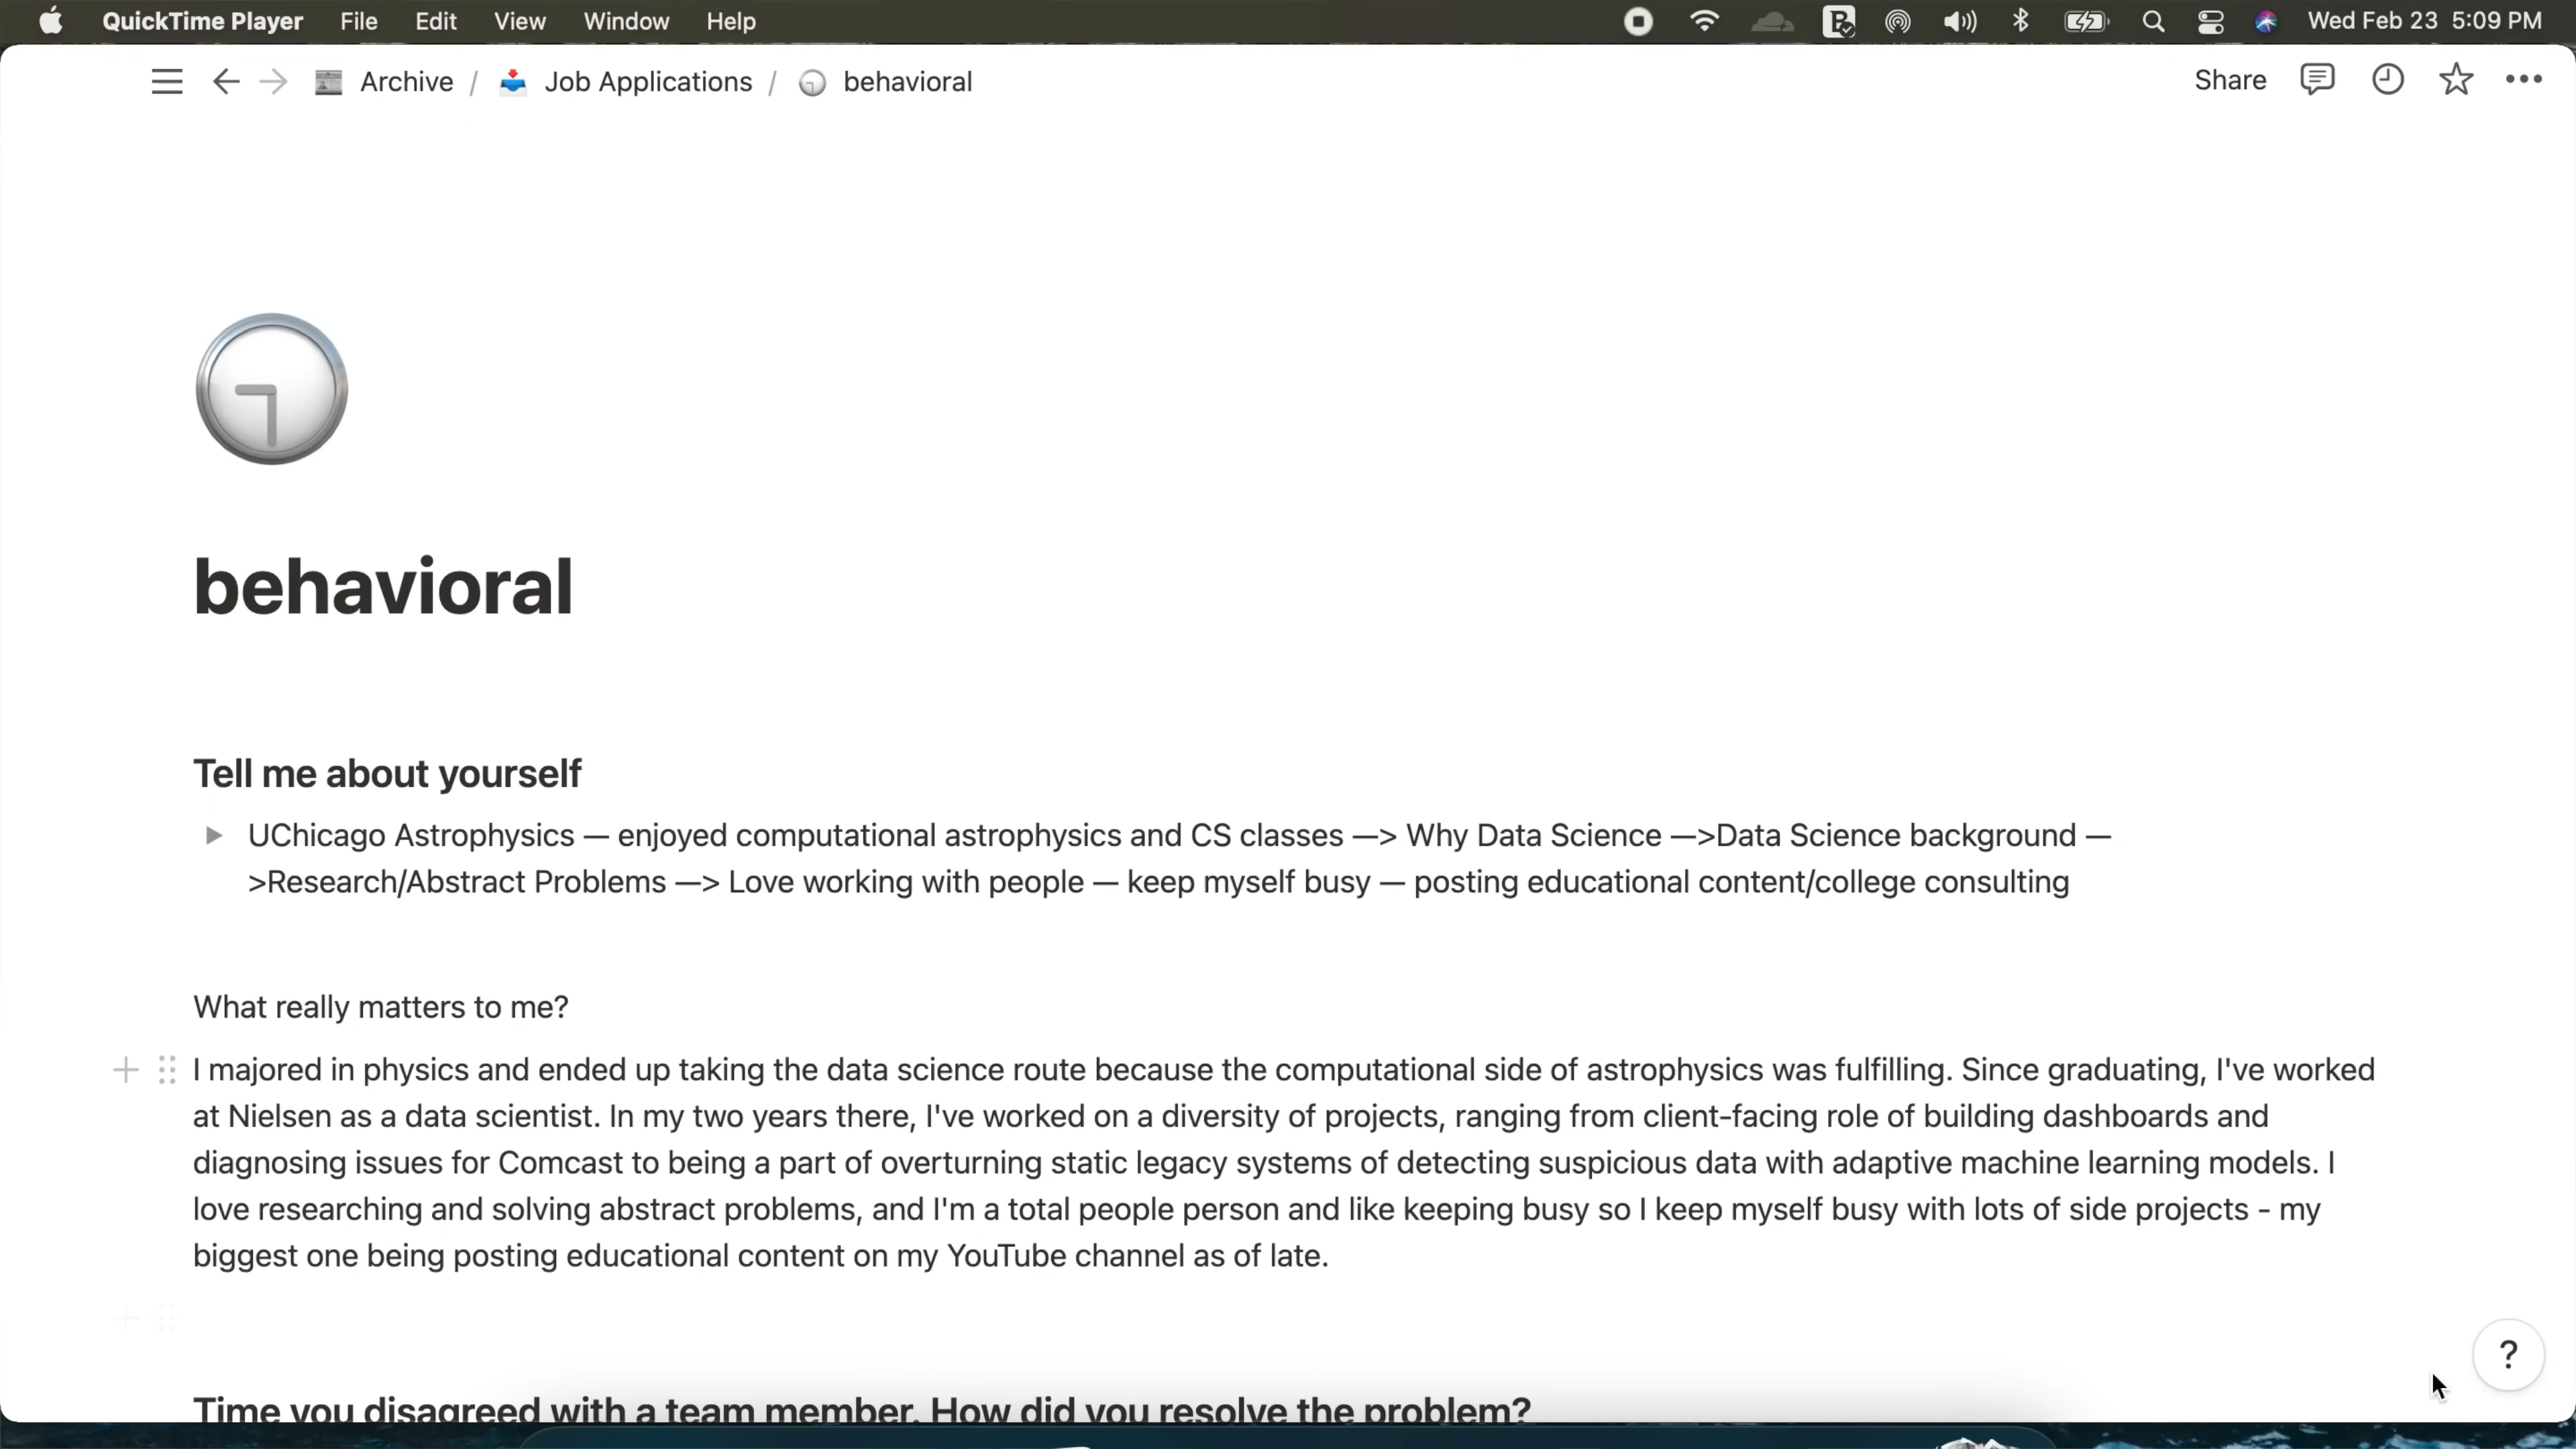 QuickTime Player File Edit View Window Help Wed Feb 23 5:09 PM
Archive / Job Applications / behavioral Share
behavioral
Tell me about yourself
UChicago Astrophysics — enjoyed computational astrophysics and CS classes —> Why Data Science —>Data Science background —
>Research/Abstract Problems —> Love working with people — keep myself busy — posting educational content/college consulting
What really matters to me?
I majored in physics and ended up taking the data science route because the computational side of astrophysics was fulfilling. Since graduating, I've worked
at Nielsen as a data scientist. In my two years there, I've worked on a diversity of projects, ranging from client-facing role of building dashboards and
diagnosing issues for Comcast to being a part of overturning static legacy systems of detecting suspicious data with adaptive machine learning models. I
love researching and solving abstract problems, and I'm a total people person and like keeping busy so I keep myself busy with lots of side projects - my
biggest one being posting educational content on my YouTube channel as of late.
?
Time you disagreed with a team member. How did you resolve the problem?